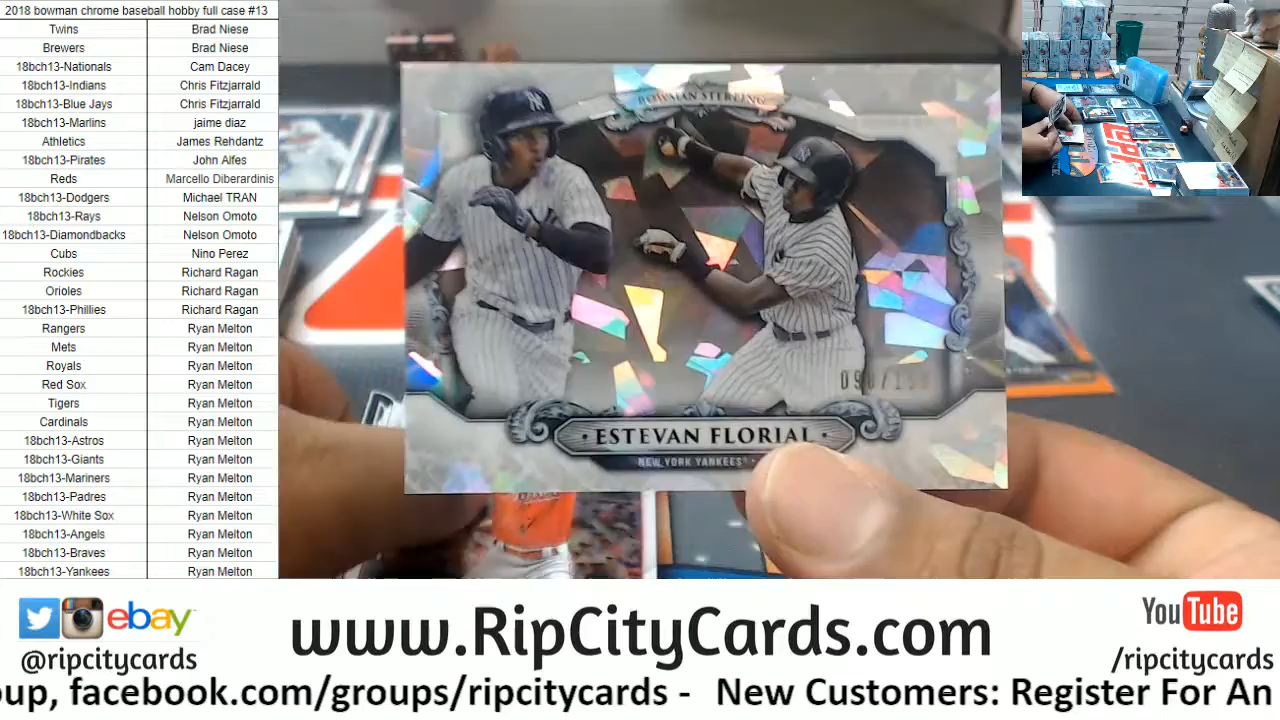 2018 bowman chrome baseball hobby full case #13
Twins Brad Niese
Brewers Brad Niese
18bch13-Nationals Cam Dacey
18bch13-Indians Chris Fitzjarrald
18bch13-Blue Jays Chris Fitzjarrald
18bch13-Marlins jaime diaz
Athletics James Rehdantz
18bch13-Pirates John Alfes
Reds Marcello Diberardinis
18bch13-Dodgers Michael TRAN
18bch13-Rays Nelson Omoto
18bch13-Diamondbacks Nelson Omoto
Cubs Nino Perez
Rockies Richard Ragan
Orioles Richard Ragan
18bch13-Phillies Richard Ragan
Rangers Ryan Melton
Mets Ryan Melton
Royals Ryan Melton
Red Sox Ryan Melton
Tigers Ryan Melton
Cardinals Ryan Melton
18bch13-Astros Ryan Melton
18bch13-Giants Ryan Melton
18bch13-Mariners Ryan Melton
18bch13-Padres Ryan Melton
18bch13-White Sox Ryan Melton
18bch13-Angels Ryan Melton
18bch13-Braves Ryan Melton
18bch13-Yankees Ryan Melton
BOWMAN STERLING
ESTEVAN FLORIAL
NEW YORK YANKEES
ebay
@ripcitycards
www.RipCityCards.com
YouTube
/ripcitycards
oup, facebook.com/groups/ripcitycards - New Customers: Register For An